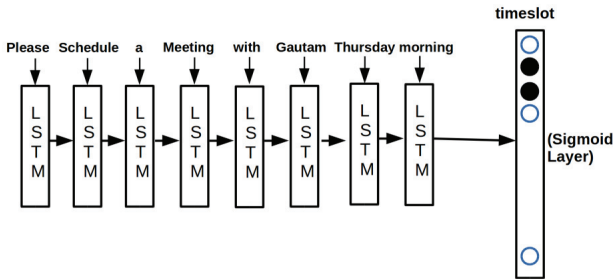 timeslot
Please Schedule a Meeting with Gautam Thursday morning
LSTM LSTM LSTM LSTM LSTM LSTM LSTM LSTM
(Sigmoid
Layer)